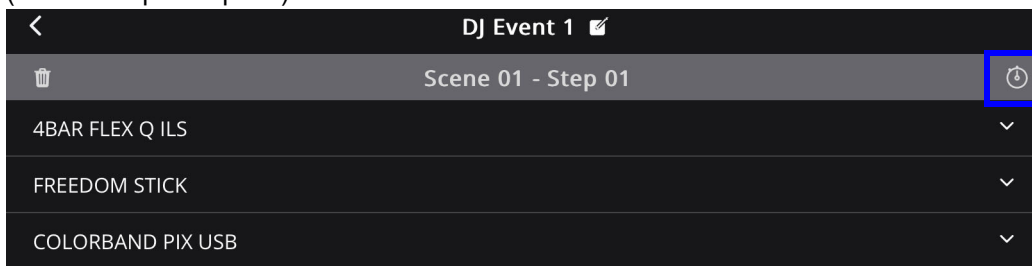 DJ Event 1
Scene 01 - Step 01
4BAR FLEX Q ILS
FREEDOM STICK
COLORBAND PIX USB